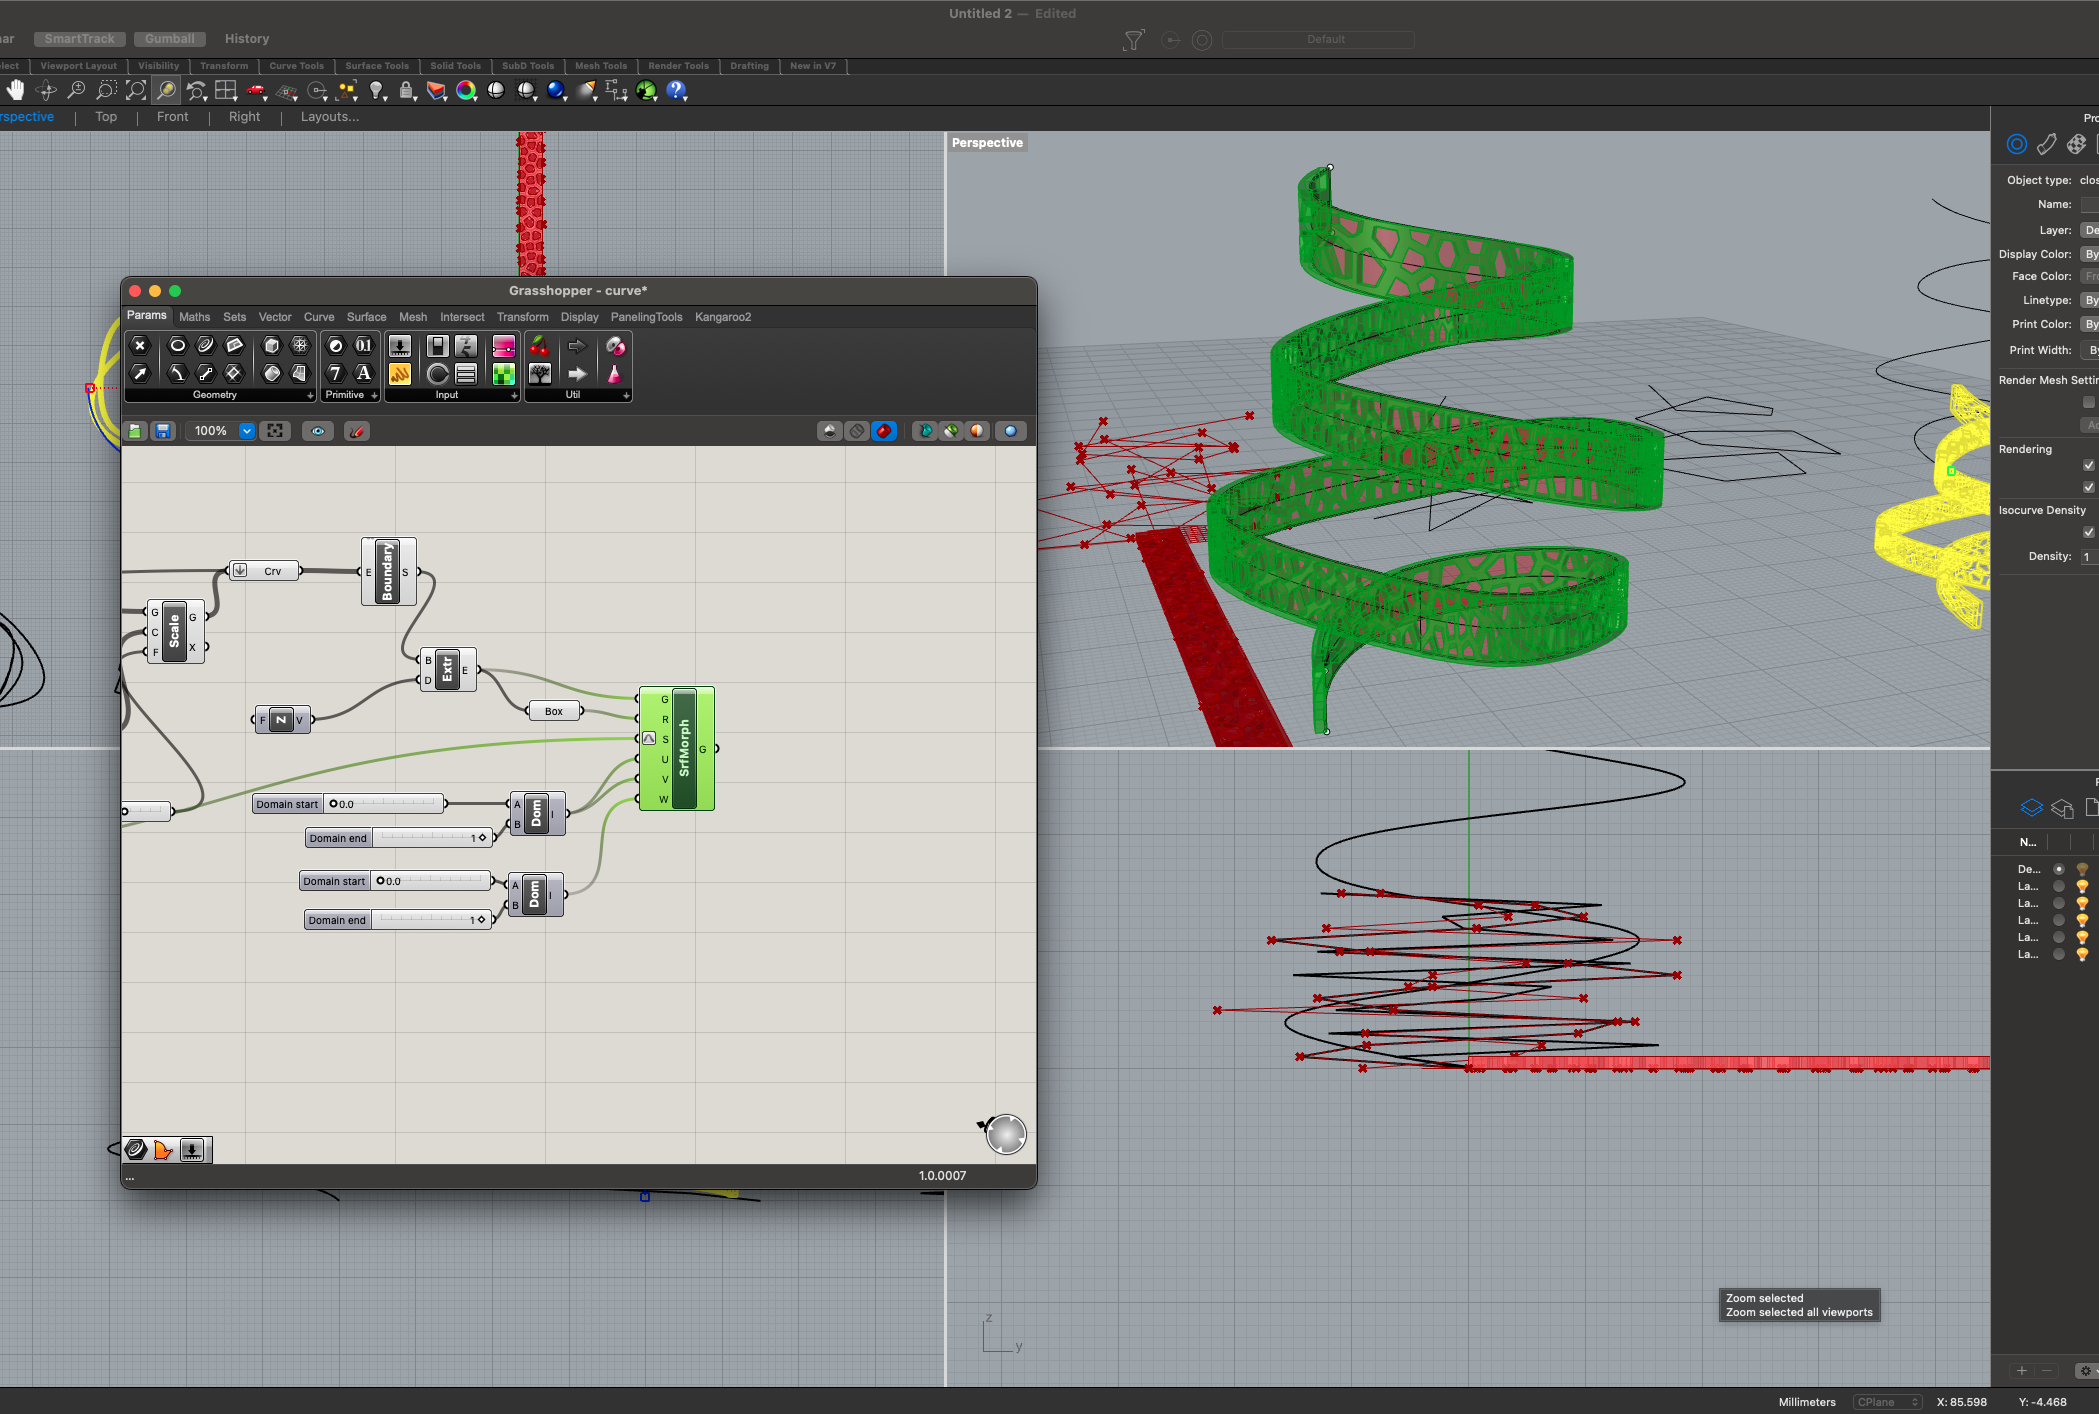 Untitled 2 — Edited
nar
SmartTrack
Gumball
History
Default
lect
Viewport Layout
Visibility
Transform
Curve Tools
Surface Tools
Solid Tools
SubD Tools
Mesh Tools
Render Tools
Drafting
New in V7
rspective
Top
Front
Right
Layouts...
Perspective
Pro
Object type: clos
Name:
Layer: De
Display Color: By
Face Color: Fro
Linetype: By
Print Color: By
Print Width: By
Render Mesh Settin
Rendering
Isocurve Density
Density: 1
Grasshopper - curve*
Params
Maths
Sets
Vector
Curve
Surface
Mesh
Intersect
Transform
Display
PanelingTools
Kangaroo2
Geometry
Primitive
Input
Util
100%
Crv
E Boundary S
G C F Scale G X
B D Extr E
F Z V
Box
G R S U V W SrfMorph G
Domain start 0.0
Domain end 1
A B Dom I
Domain start 0.0
Domain end 1
A B Dom I
...
1.0.0007
N...
De...
La...
La...
La...
La...
La...
Zoom selected
Zoom selected all viewports
z
y
Millimeters
CPlane
X: 85.598
Y: -4.468